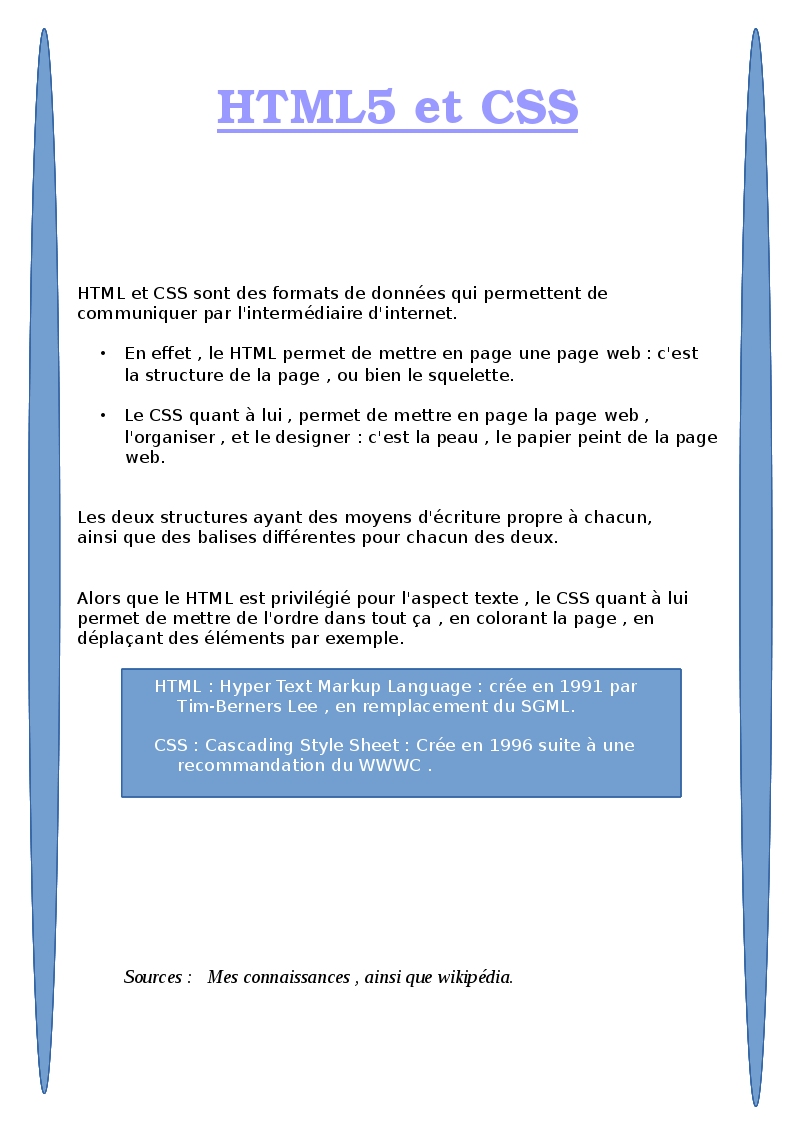 HTML5 et CSS
HTML et CSS sont des formats de données qui permettent de
communiquer par l'intermédiaire d'internet.
• En effet , le HTML permet de mettre en page une page web : c'est
la structure de la page , ou bien le squelette.
• Le CSS quant à lui , permet de mettre en page la page web ,
l'organiser , et le designer : c'est la peau , le papier peint de la page
web.
Les deux structures ayant des moyens d'écriture propre à chacun,
ainsi que des balises différentes pour chacun des deux.
Alors que le HTML est privilégié pour l'aspect texte , le CSS quant à lui
permet de mettre de l'ordre dans tout ça , en colorant la page , en
déplaçant des éléments par exemple.
HTML : Hyper Text Markup Language : crée en 1991 par
Tim-Berners Lee , en remplacement du SGML.
CSS : Cascading Style Sheet : Crée en 1996 suite à une
recommandation du WWWC .
Sources : Mes connaissances , ainsi que wikipédia.